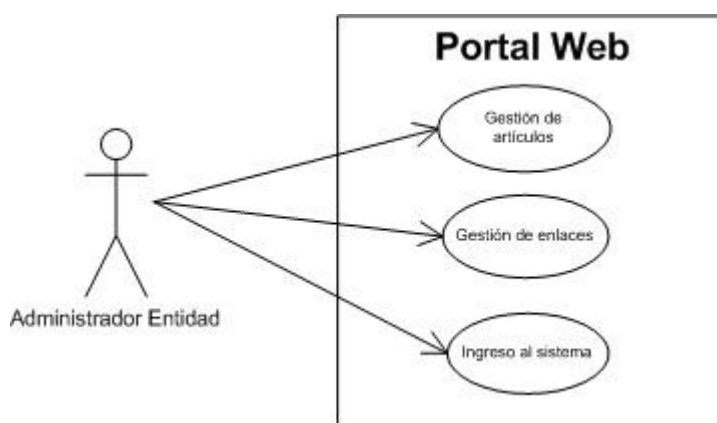 Portal Web
Gestión de
artículos
Gestión de enlaces
Administrador Entidad
Ingreso al sistema